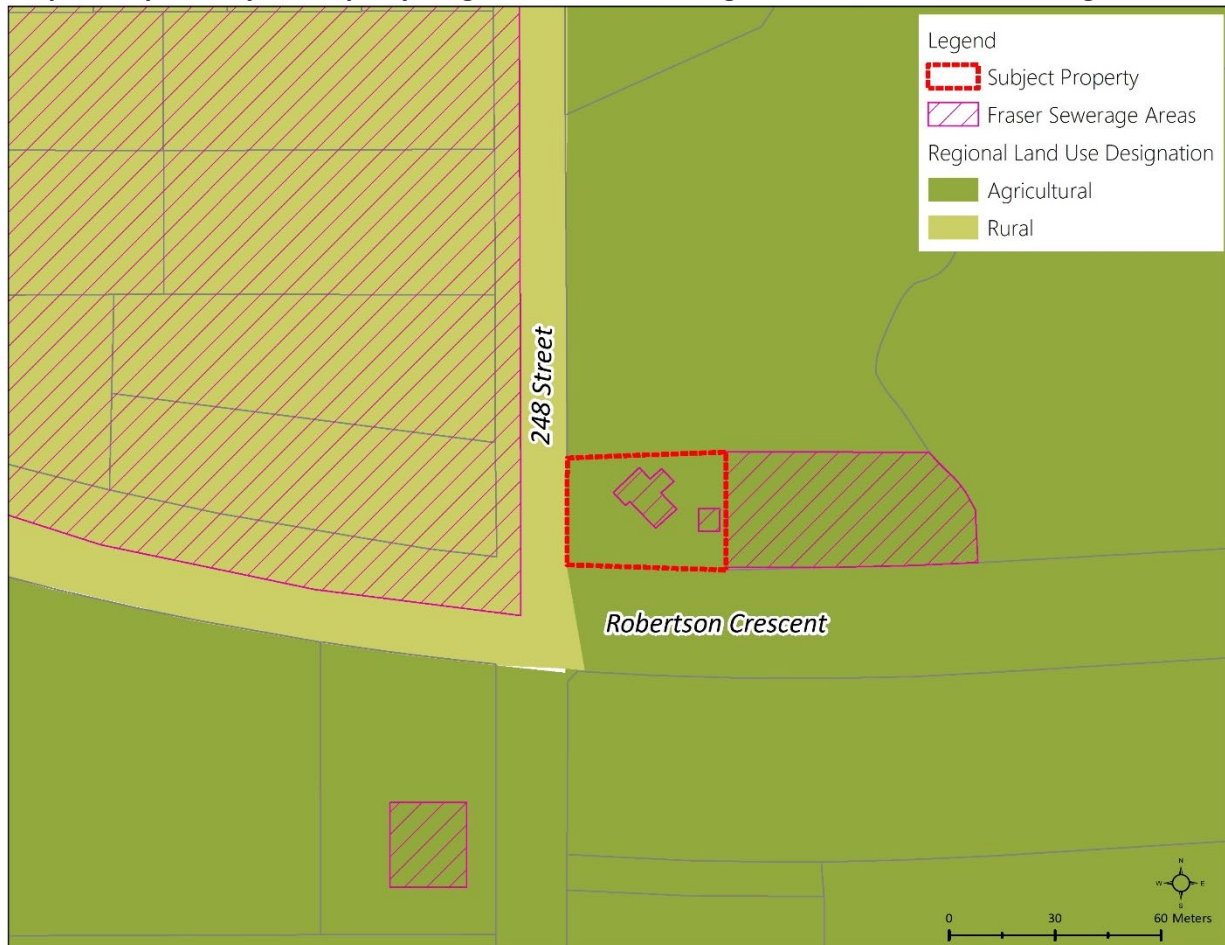 Legend
Subject Property
Fraser Sewerage Areas
Regional Land Use Designation
Agricultural
Rural
248 Street
Robertson Crescent
N
W E
S
0 30 60 Meters